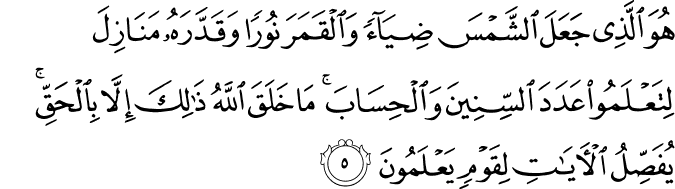 هُوَ ٱلَّذِى جَعَلَ ٱلشَّمْسَ ضِيَآءً وَٱلْقَمَرَ نُورًا وَقَدَّرَهُۥ مَنَازِلَ
لِتَعْلَمُوا۟ عَدَدَ ٱلسِّنِينَ وَٱلْحِسَابَ ۚ مَا خَلَقَ ٱللَّهُ ذَٰلِكَ إِلَّا بِٱلْحَقِّ ۚ
يُفَصِّلُ ٱلْءَايَٰتِ لِقَوْمٍ يَعْلَمُونَ ٥